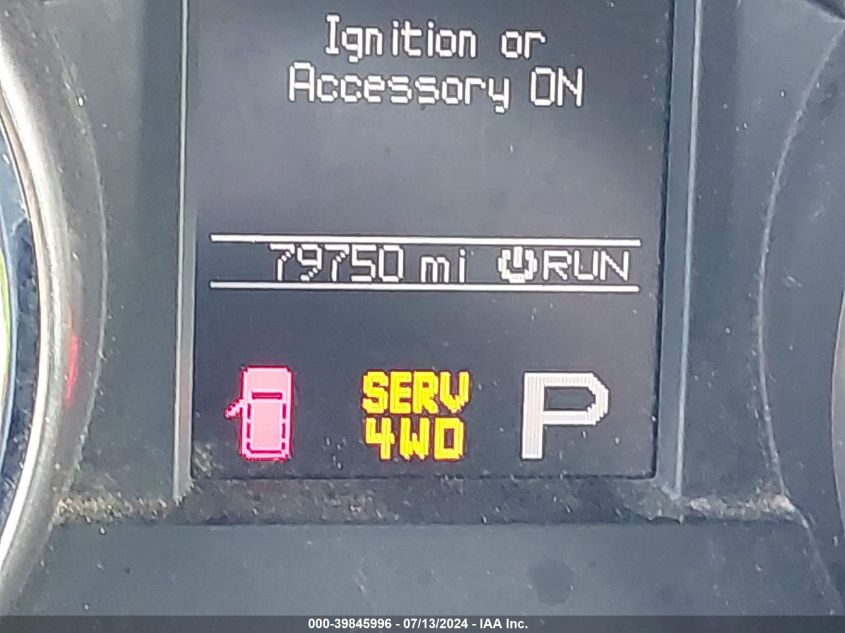 Ignition or
Accessory ON
79750 mi RUN
SERV
4WD
P
000-39845996 - 07/13/2024 - IAA Inc.